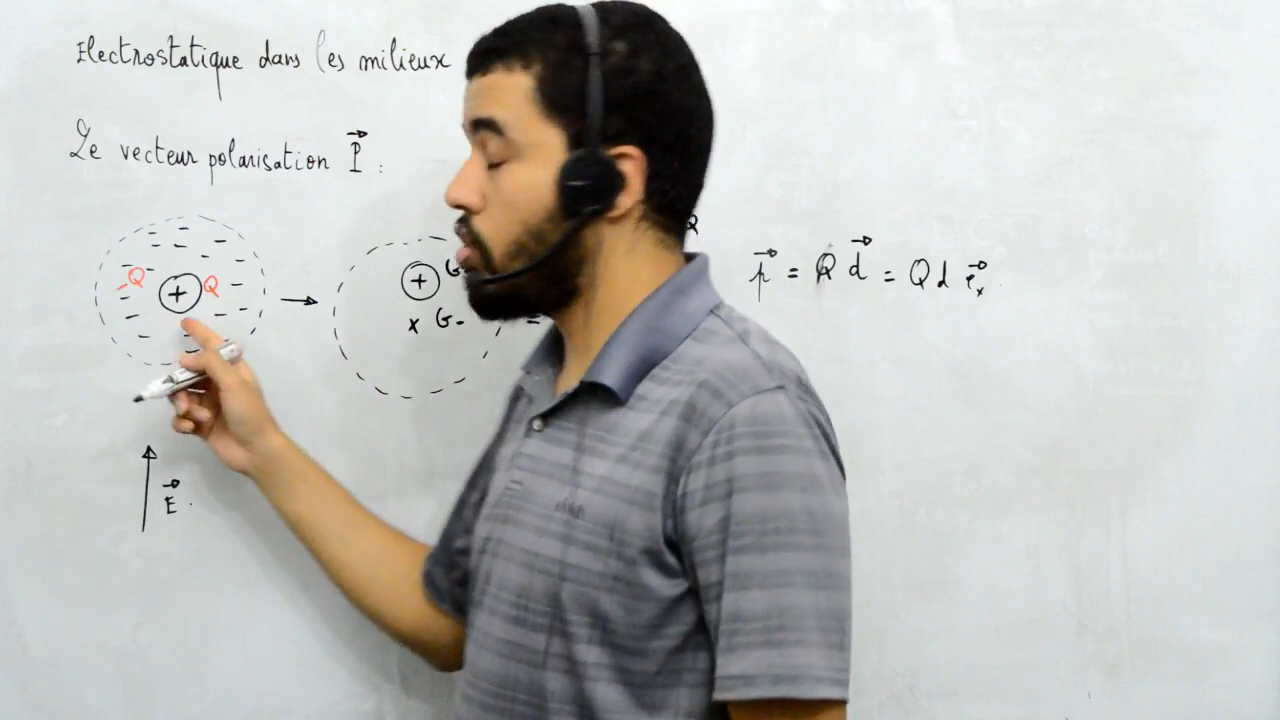 Electrostatique dans les milieux
Le vecteur polarisation P⃗ :
-Q + Q
+ G
x G-
Q
p⃗ = Q d⃗ = Q d e⃗ₓ
E⃗